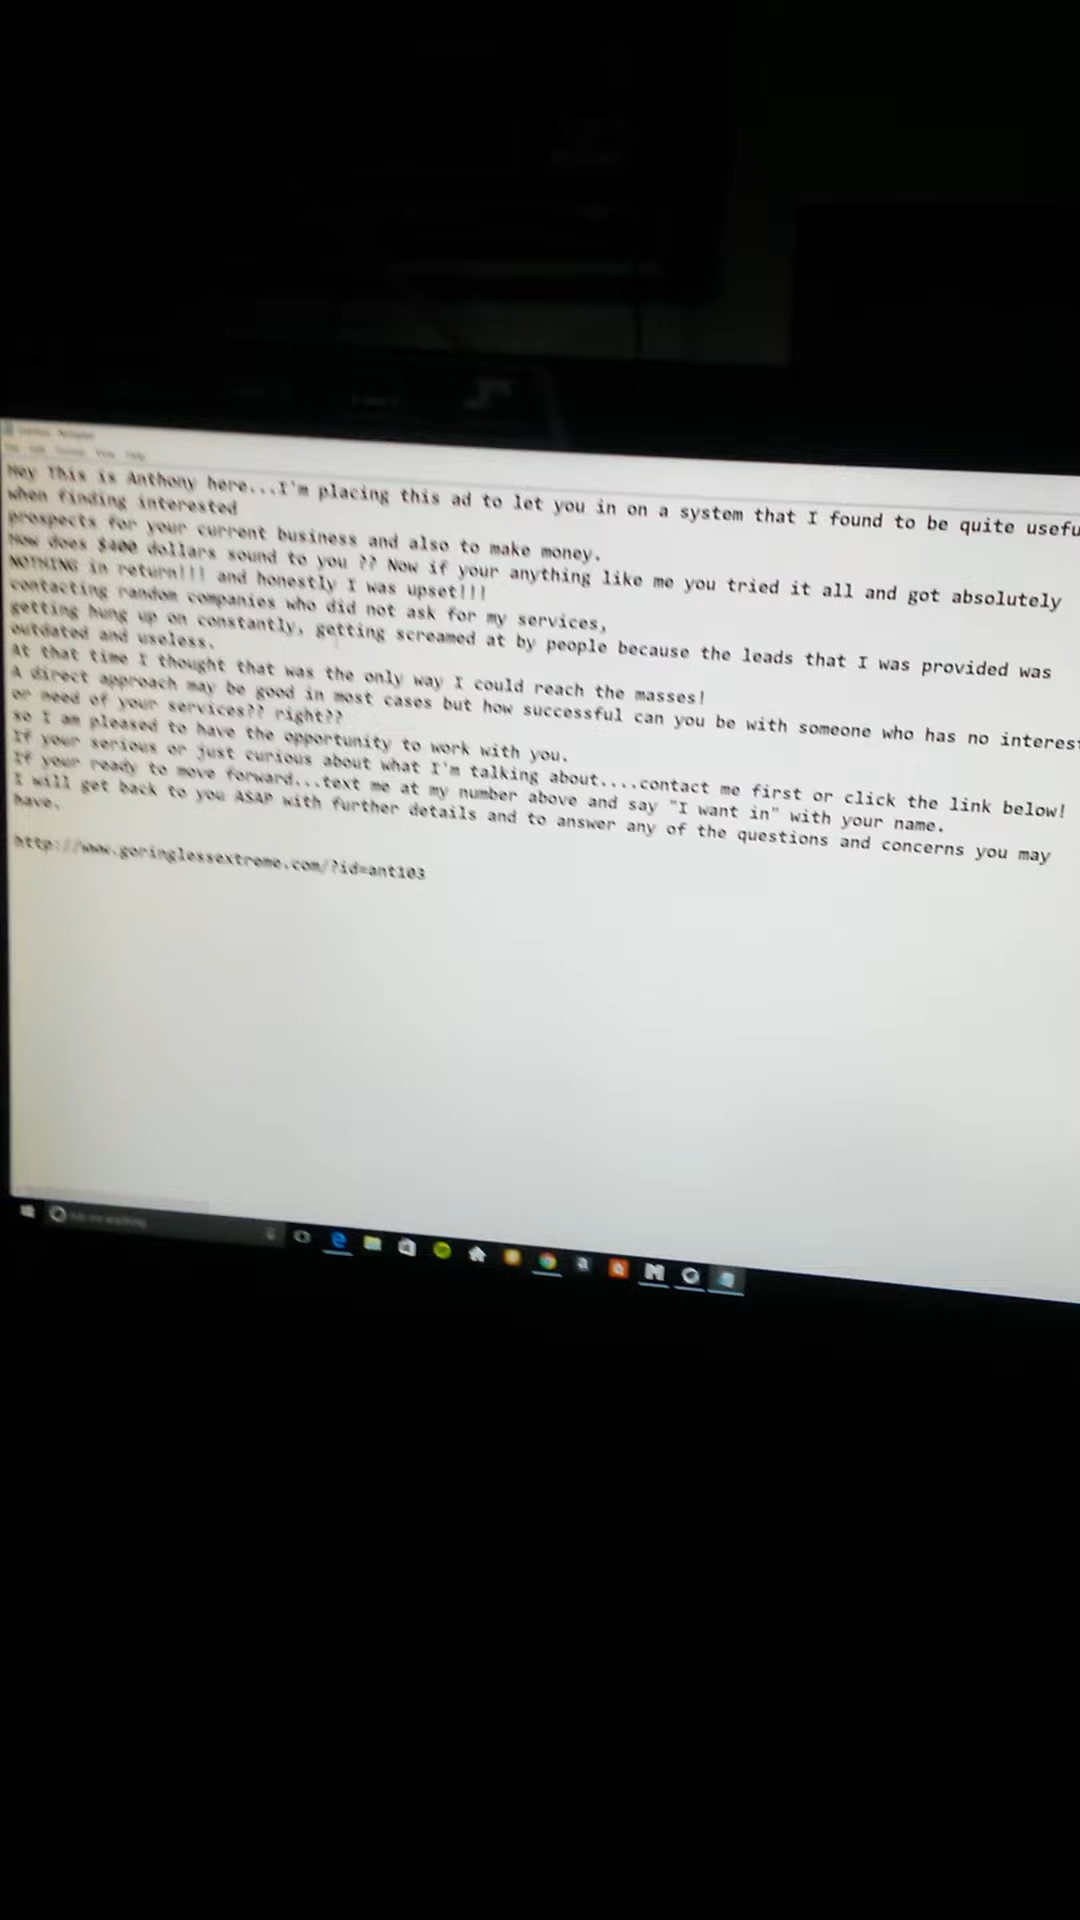 Hey This is Anthony here...I'm placing this ad to let you in on a system that I found to be quite usefu
when finding interested
prospects for your current business and also to make money.
How does $400 dollars sound to you ?? Now if your anything like me you tried it all and got absolutely
NOTHING in return!!! and honestly I was upset!!!
contacting random companies who did not ask for my services,
getting hung up on constantly, getting screamed at by people because the leads that I was provided was
outdated and useless.
At that time I thought that was the only way I could reach the masses!
A direct approach may be good in most cases but how successful can you be with someone who has no interest
or need of your services?? right??
so I am pleased to have the opportunity to work with you.
If your serious or just curious about what I'm talking about....contact me first or click the link below!
If your ready to move forward...text me at my number above and say "I want in" with your name.
I will get back to you ASAP with further details and to answer any of the questions and concerns you may
have.
http://www.goringlessextreme.com/?id=ant103
Ask me anything